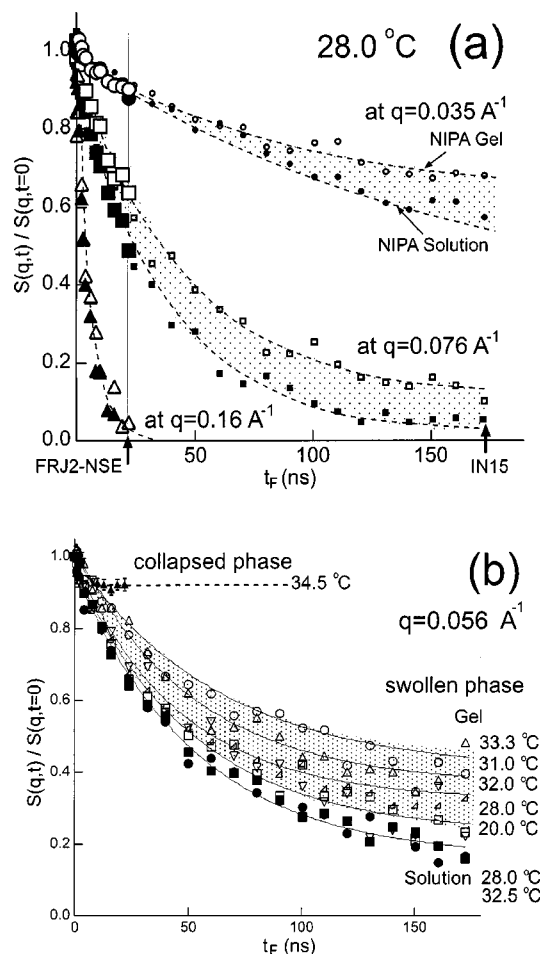 28.0 °C
(a)
1.0
0.8
0.6
0.4
0.2
0.0
S(q,t) / S(q,t=0)
at q=0.035 A-1
NIPA Gel
NIPA Solution
at q=0.076 A-1
at q=0.16 A-1
FRJ2-NSE
50
100
150
IN15
tF (ns)
(b)
1.0
0.8
0.6
0.4
0.2
0.0
S(q,t) / S(q,t=0)
collapsed phase
34.5 °C
q=0.056 A-1
swollen phase
Gel
33.3 °C
31.0 °C
32.0 °C
28.0 °C
20.0 °C
Solution 28.0 °C
32.5 °C
0
50
100
150
tF (ns)